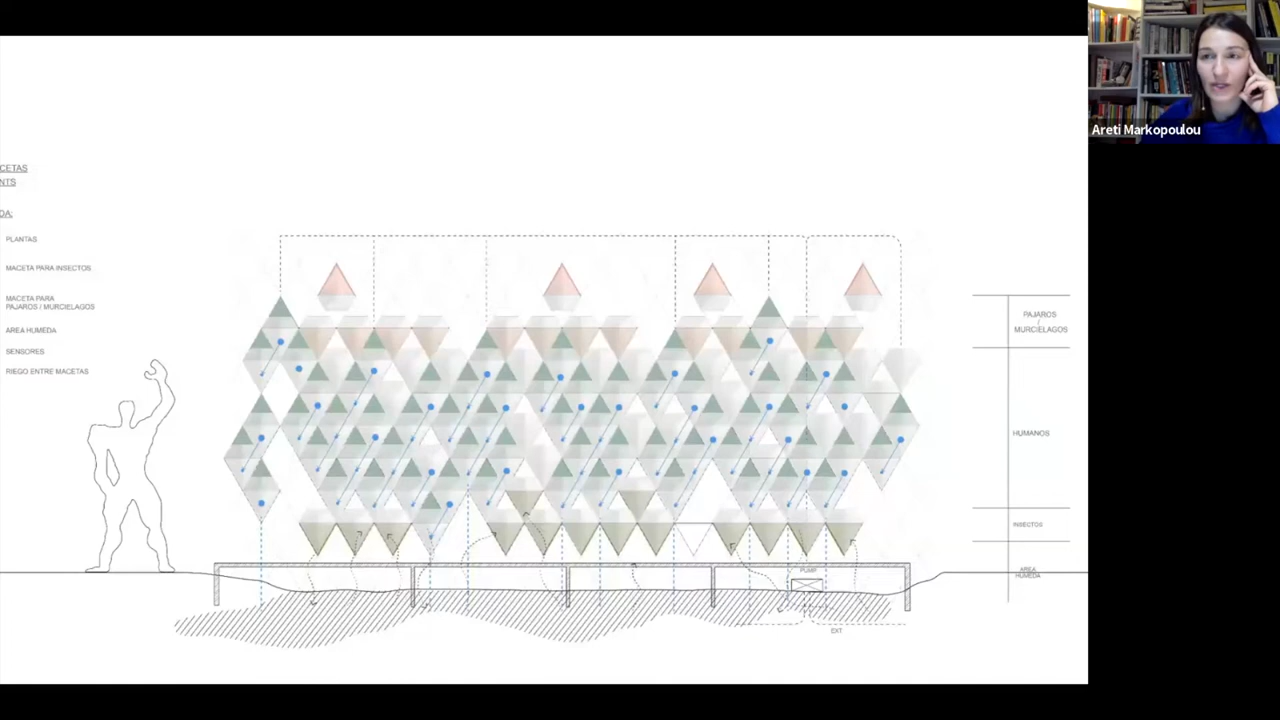 Areti Markopoulou
CETAS
NTS
DA:
PLANTAS
MACETA PARA INSECTOS
MACETA PARA
PAJAROS / MURCIELAGOS
AREA HUMEDA
SENSORES
RIEGO ENTRE MACETAS
PAJAROS
/
MURCIELAGOS
HUMANOS
INSECTOS
AREA
HUMEDA
PUMP
EXT